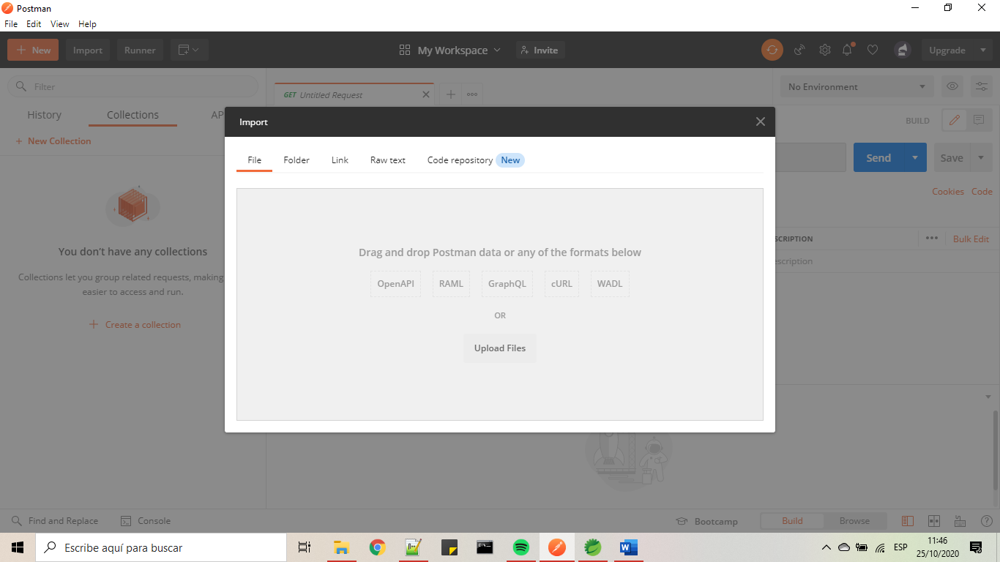 Postman
File Edit View Help
New Import Runner My Workspace Invite Upgrade
Filter
GET Untitled Request
No Environment
History Collections AP
New Collection
BUILD
Import
File Folder Link Raw text Code repository New
Send Save
Cookies Code
Drag and drop Postman data or any of the formats below
OpenAPI RAML GraphQL cURL WADL
OR
Upload Files
SCRIPTION Bulk Edit
escription
You don't have any collections
Collections let you group related requests, making
easier to access and run.
Create a collection
Find and Replace Console Bootcamp Build Browse
Escribe aquí para buscar
ESP
11:46
25/10/2020